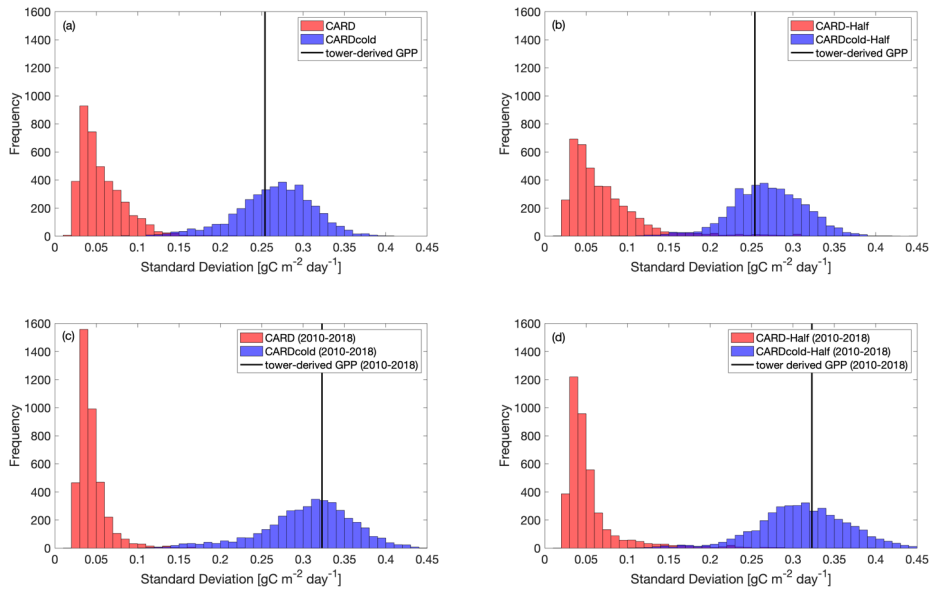 (a)
CARD
CARDcold
tower-derived GPP
1600
1400
1200
1000
800
600
400
200
0
Frequency
0 0.05 0.1 0.15 0.2 0.25 0.3 0.35 0.4 0.45
Standard Deviation [gC m⁻² day⁻¹]
(b)
CARD-Half
CARDcold-Half
tower-derived GPP
1600
1400
1200
1000
800
600
400
200
0
Frequency
0 0.05 0.1 0.15 0.2 0.25 0.3 0.35 0.4 0.45
Standard Deviation [gC m⁻² day⁻¹]
(c)
CARD (2010-2018)
CARDcold (2010-2018)
tower-derived GPP (2010-2018)
1600
1400
1200
1000
800
600
400
200
0
Frequency
0 0.05 0.1 0.15 0.2 0.25 0.3 0.35 0.4 0.45
Standard Deviation [gC m⁻² day⁻¹]
(d)
CARD-Half (2010-2018)
CARDcold-Half (2010-2018)
tower derived GPP (2010-2018)
1600
1400
1200
1000
800
600
400
200
0
Frequency
0 0.05 0.1 0.15 0.2 0.25 0.3 0.35 0.4 0.45
Standard Deviation [gC m⁻² day⁻¹]